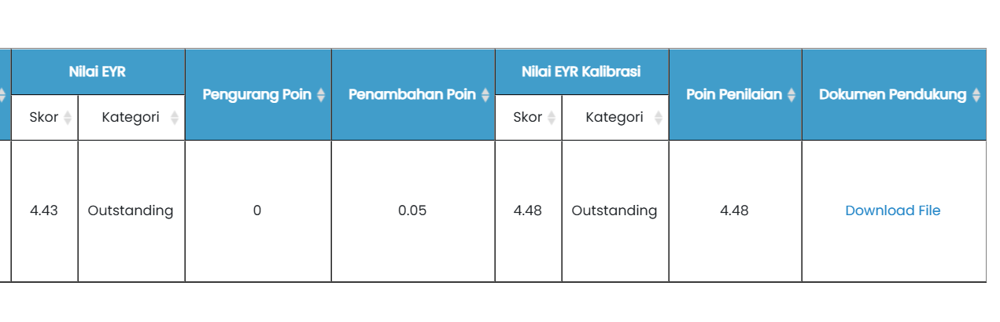 Nilai EYR
Nilai EYR Kalibrasi
Pengurang Poin
Penambahan Poin
Poin Penilaian
Dokumen Pendukung
Skor
Kategori
Skor
Kategori
4.43
Outstanding
0
0.05
4.48
Outstanding
4.48
Download File